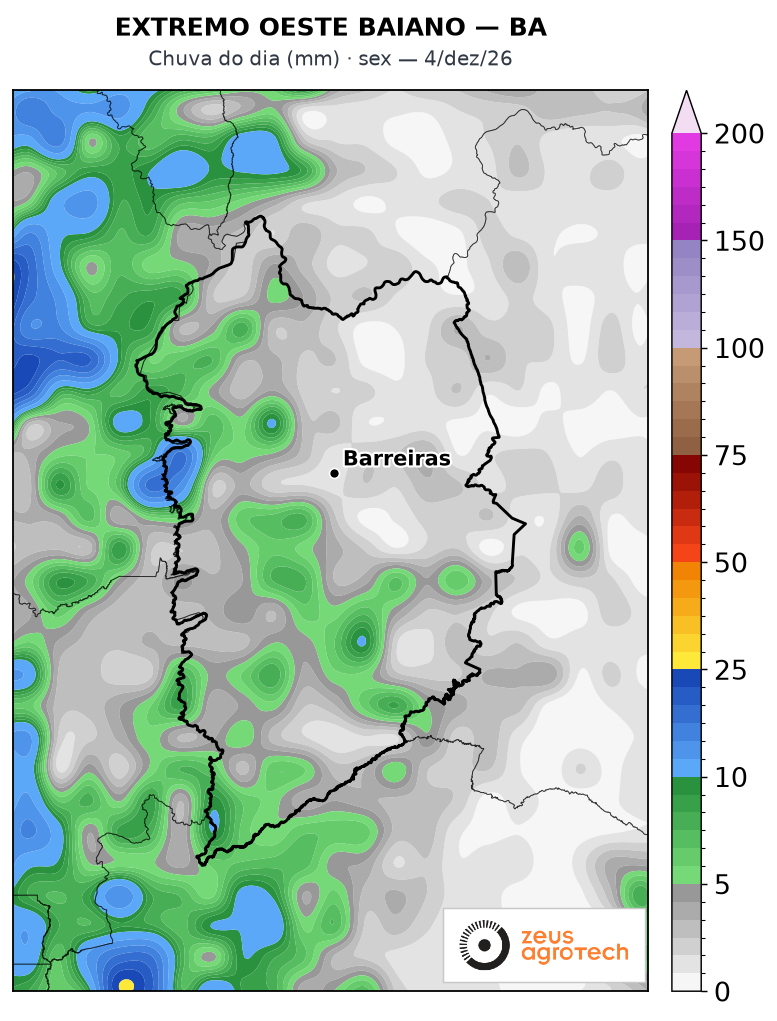 EXTREMO OESTE BAIANO — BA
Chuva do dia (mm) · sex — 4/dez/26
200
150
100
75
50
25
10
5
0
Barreiras
zeus
agrotech